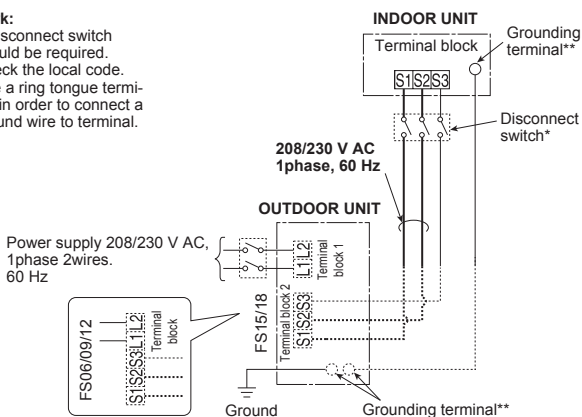 k:
disconnect switch
uld be required.
eck the local code.
e a ring tongue termi-
in order to connect a
und wire to terminal.
INDOOR UNIT
Terminal block
Grounding
terminal**
S1 S2 S3
Disconnect
switch*
208/230 V AC
1phase, 60 Hz
OUTDOOR UNIT
Power supply 208/230 V AC,
1phase 2wires.
60 Hz
L1 L2
Terminal
block 1
FS15/18
Terminal block 2
S1 S2 S3
FS06/09/12
S1 S2 S3 L1 L2
Terminal
block
Ground
Grounding terminal**